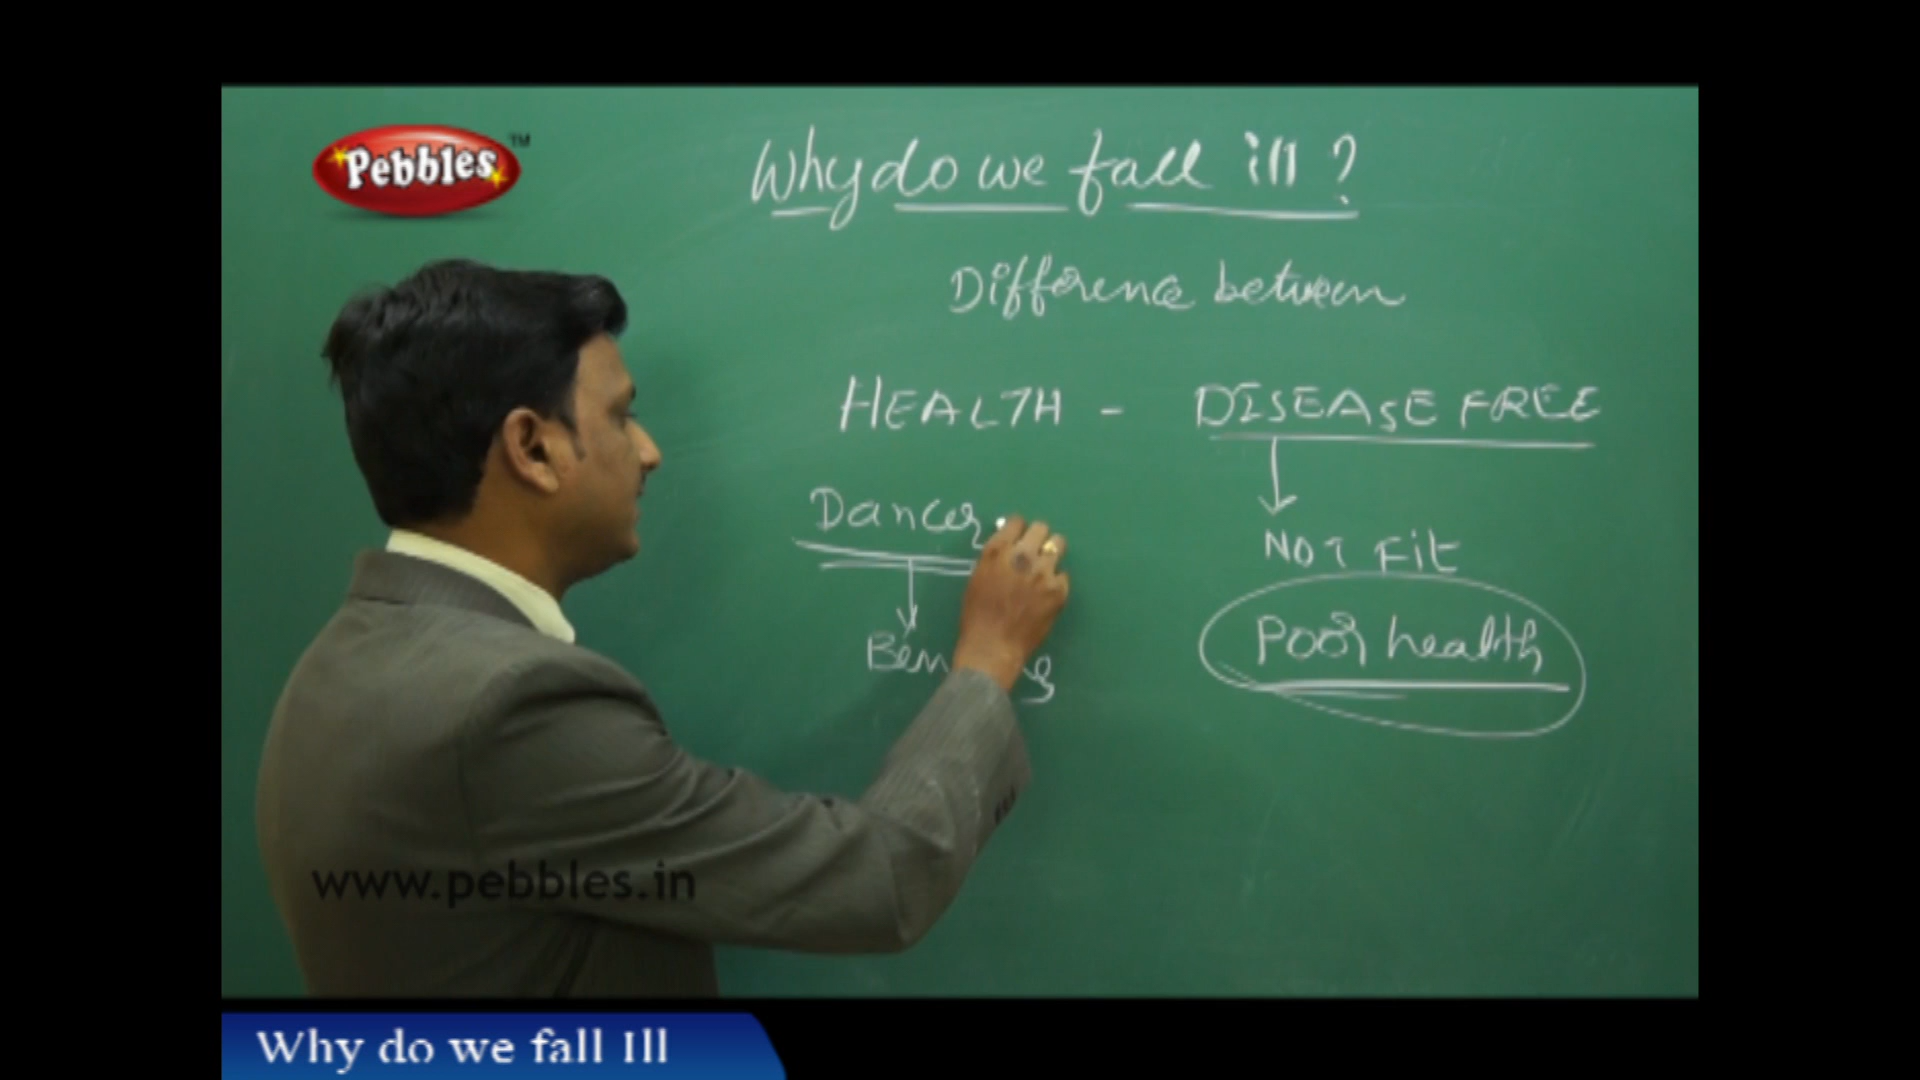 Pebbles™
Why do we fall ill ?
Difference between
HEALTH - DISEASE FREE
Dancer
NOT Fit
Poor health
www.pebbles.in
Why do we fall Ill